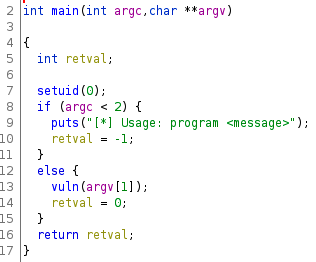 2 int main(int argc,char **argv)
3
4 {
5   int retval;
6
7   setuid(0);
8   if (argc < 2) {
9     puts("[*] Usage: program <message>");
10     retval = -1;
11   }
12   else {
13     vuln(argv[1]);
14     retval = 0;
15   }
16   return retval;
17 }